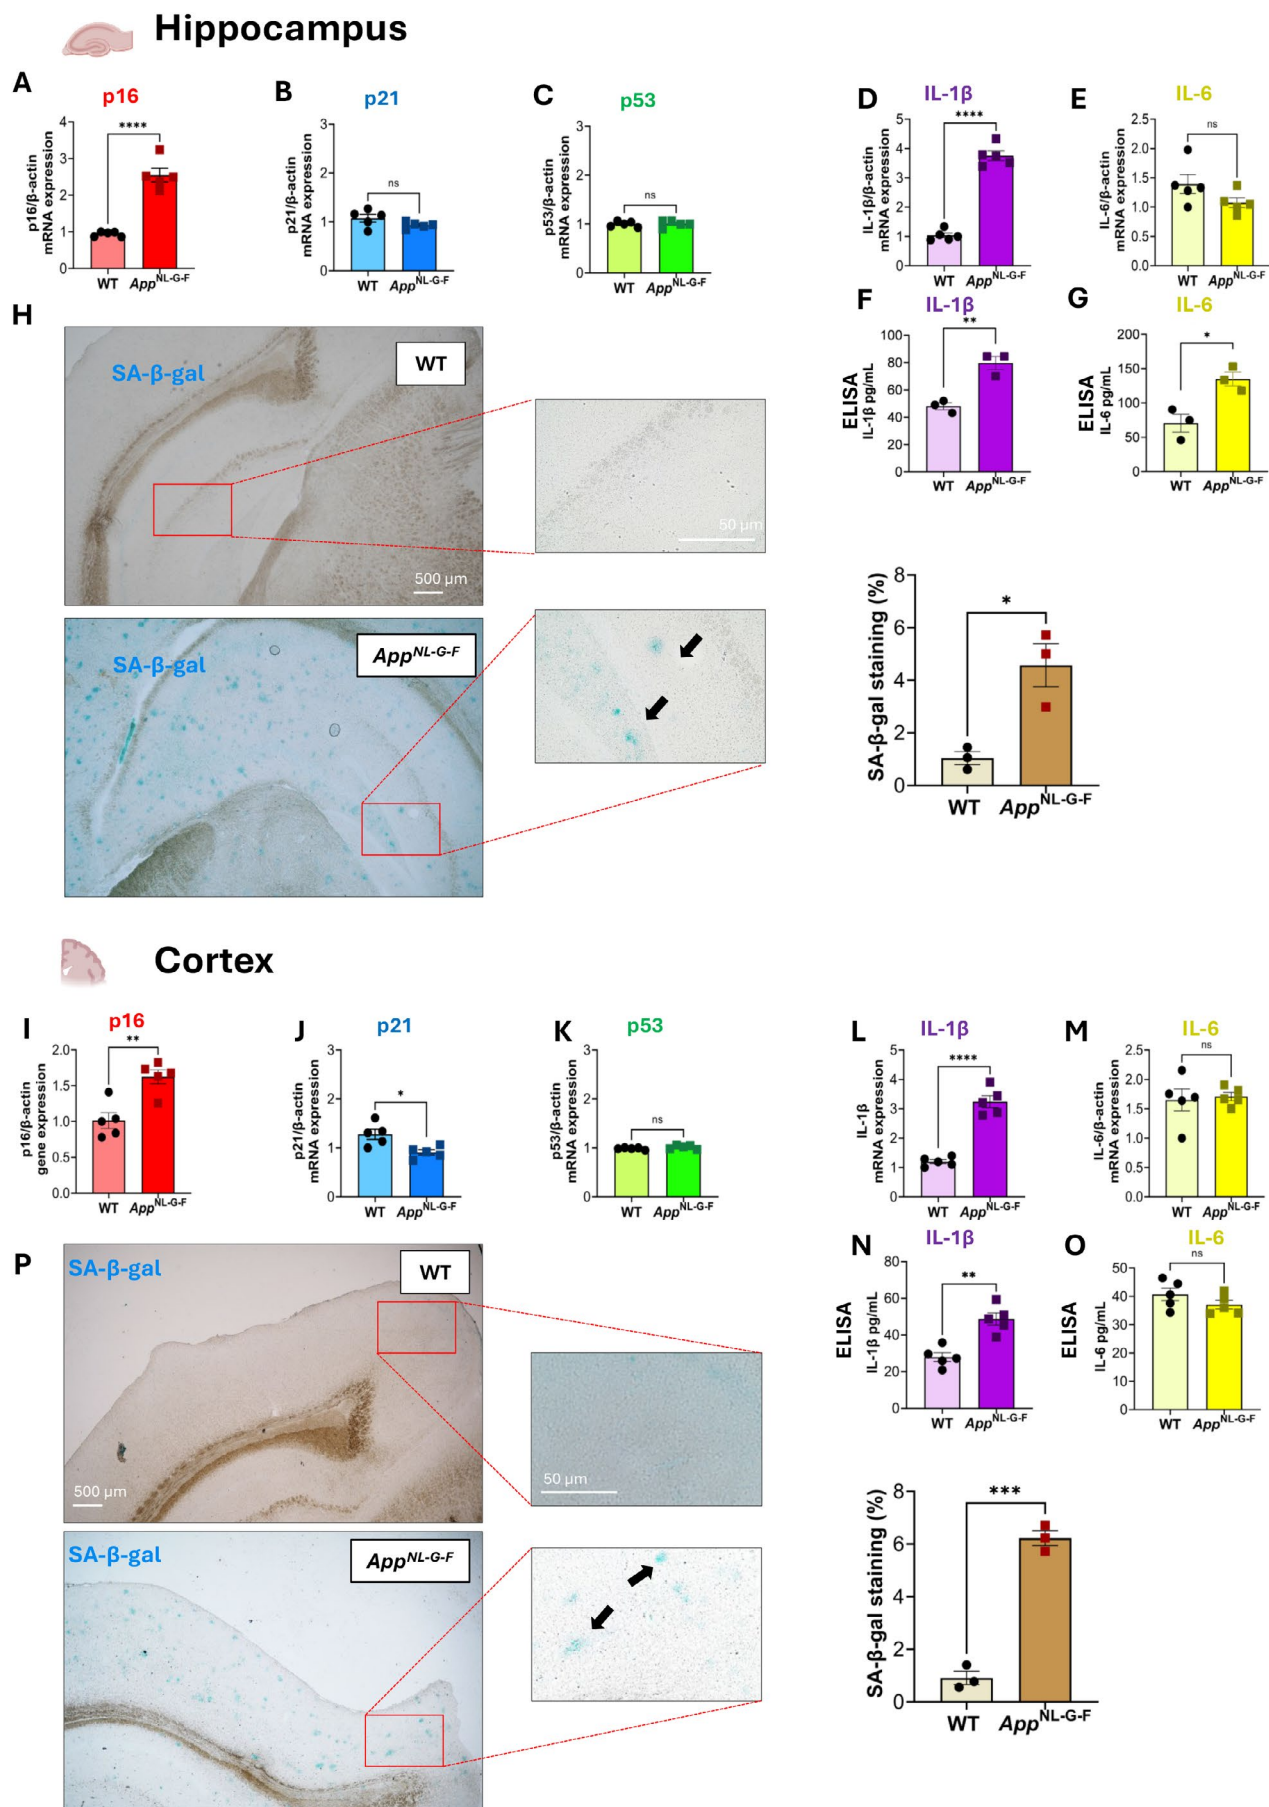 Hippocampus
A
p16
p16/β-actin
mRNA expression
4
3
2
1
0
****
WT
App^NL-G-F
B
p21
p21/β-actin
mRNA expression
3
2
1
0
ns
WT
App^NL-G-F
C
p53
p53/β-actin
mRNA expression
3
2
1
0
ns
WT
App^NL-G-F
D
IL-1β
IL-1β/β-actin
mRNA expression
5
4
3
2
1
0
****
WT
App^NL-G-F
E
IL-6
IL-6/β-actin
mRNA expression
2.5
2.0
1.5
1.0
0.5
0.0
ns
WT
App^NL-G-F
F
IL-1β
ELISA
IL-1β pg/mL
100
80
60
40
20
0
**
WT
App^NL-G-F
G
IL-6
ELISA
IL-6 pg/mL
200
150
100
50
0
*
WT
App^NL-G-F
H
SA-β-gal
WT
500 µm
50 µm
SA-β-gal
App^NL-G-F
SA-β-gal staining (%)
8
6
4
2
0
*
WT
App^NL-G-F
Cortex
I
p16
p16/β-actin
gene expression
2.0
1.5
1.0
0.5
0.0
**
WT
App^NL-G-F
J
p21
p21/β-actin
mRNA expression
3
2
1
0
*
WT
App^NL-G-F
K
p53
p53/β-actin
mRNA expression
3
2
1
0
ns
WT
App^NL-G-F
L
IL-1β
IL-1β
mRNA expression
5
4
3
2
1
0
****
WT
App^NL-G-F
M
IL-6
IL-6/β-actin
mRNA expression
2.5
2.0
1.5
1.0
0.5
0.0
ns
WT
App^NL-G-F
N
IL-1β
ELISA
IL-1β pg/mL
80
60
40
20
0
**
WT
App^NL-G-F
O
IL-6
ELISA
IL-6 pg/mL
50
40
30
20
10
0
ns
WT
App^NL-G-F
P
SA-β-gal
WT
500 µm
50 µm
SA-β-gal
App^NL-G-F
SA-β-gal staining (%)
8
6
4
2
0
***
WT
App^NL-G-F